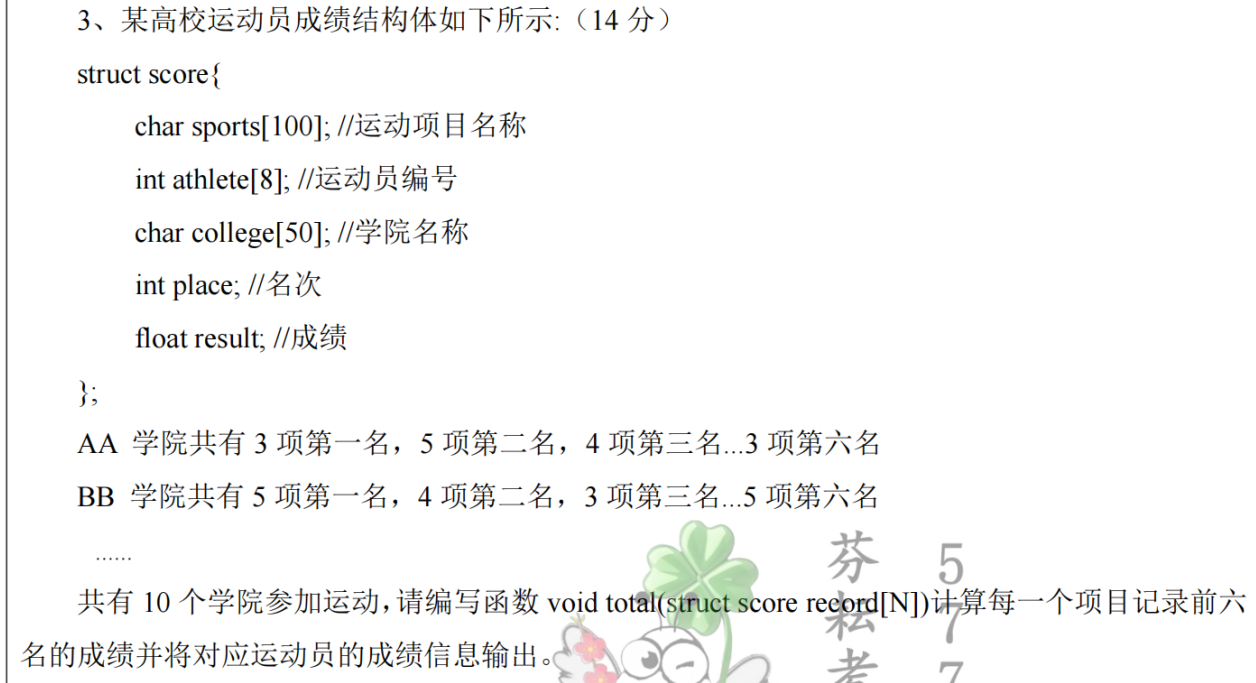 3、某高校运动员成绩结构体如下所示:（14 分）
struct score{
char sports[100]; //运动项目名称
int athlete[8]; //运动员编号
char college[50]; //学院名称
int place; //名次
float result; //成绩
};
AA 学院共有 3 项第一名，5 项第二名，4 项第三名...3 项第六名
BB 学院共有 5 项第一名，4 项第二名，3 项第三名...5 项第六名
......
共有 10 个学院参加运动,请编写函数 void total(struct score record[N])计算每一个项目记录前六
名的成绩并将对应运动员的成绩信息输出。
芬耘考
577